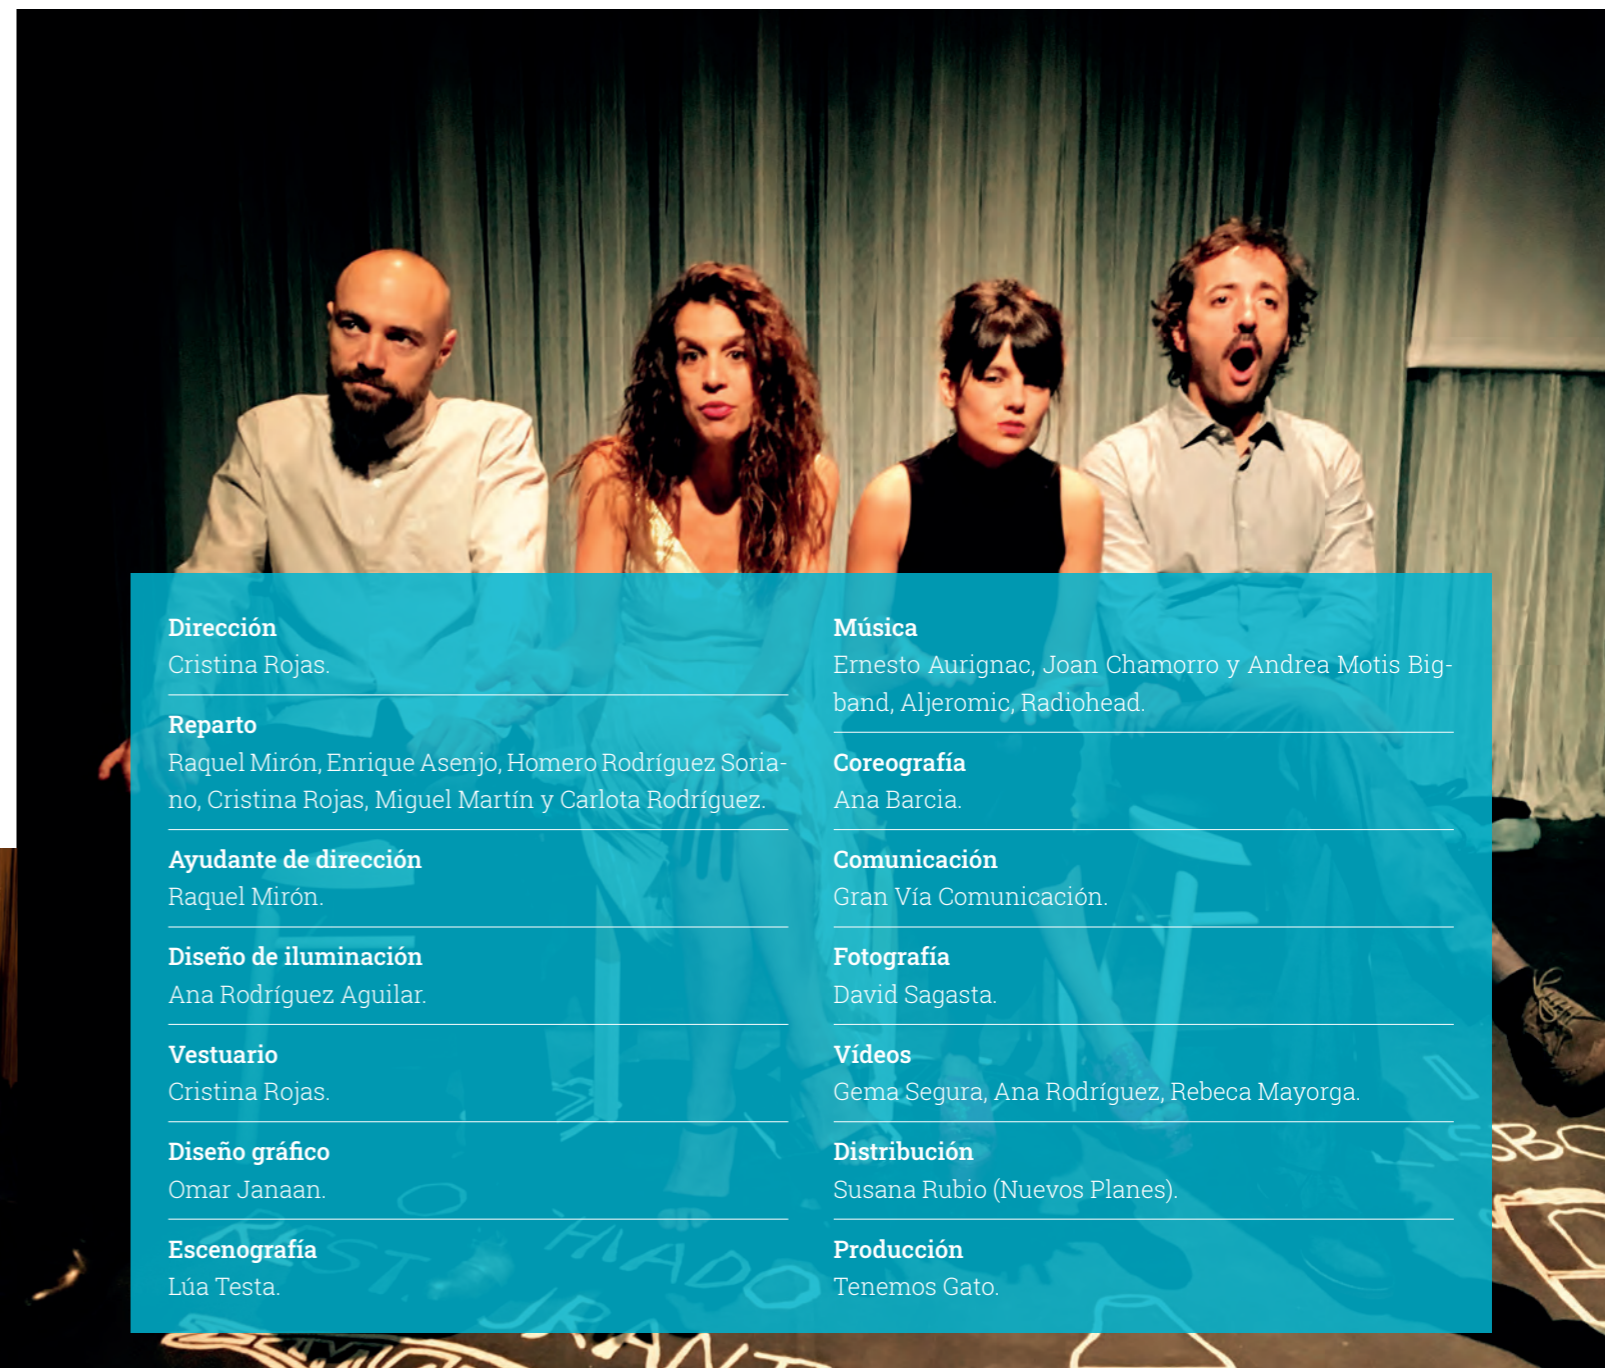 Dirección
Cristina Rojas.
Reparto
Raquel Mirón, Enrique Asenjo, Homero Rodríguez Soria-
no, Cristina Rojas, Miguel Martín y Carlota Rodríguez.
Ayudante de dirección
Raquel Mirón.
Diseño de iluminación
Ana Rodríguez Aguilar.
Vestuario
Cristina Rojas.
Diseño gráfico
Omar Janaan.
Escenografía
Lúa Testa.
Música
Ernesto Aurignac, Joan Chamorro y Andrea Motis Big-
band, Aljeromic, Radiohead.
Coreografía
Ana Barcia.
Comunicación
Gran Vía Comunicación.
Fotografía
David Sagasta.
Vídeos
Gema Segura, Ana Rodríguez, Rebeca Mayorga.
Distribución
Susana Rubio (Nuevos Planes).
Producción
Tenemos Gato.
REST.